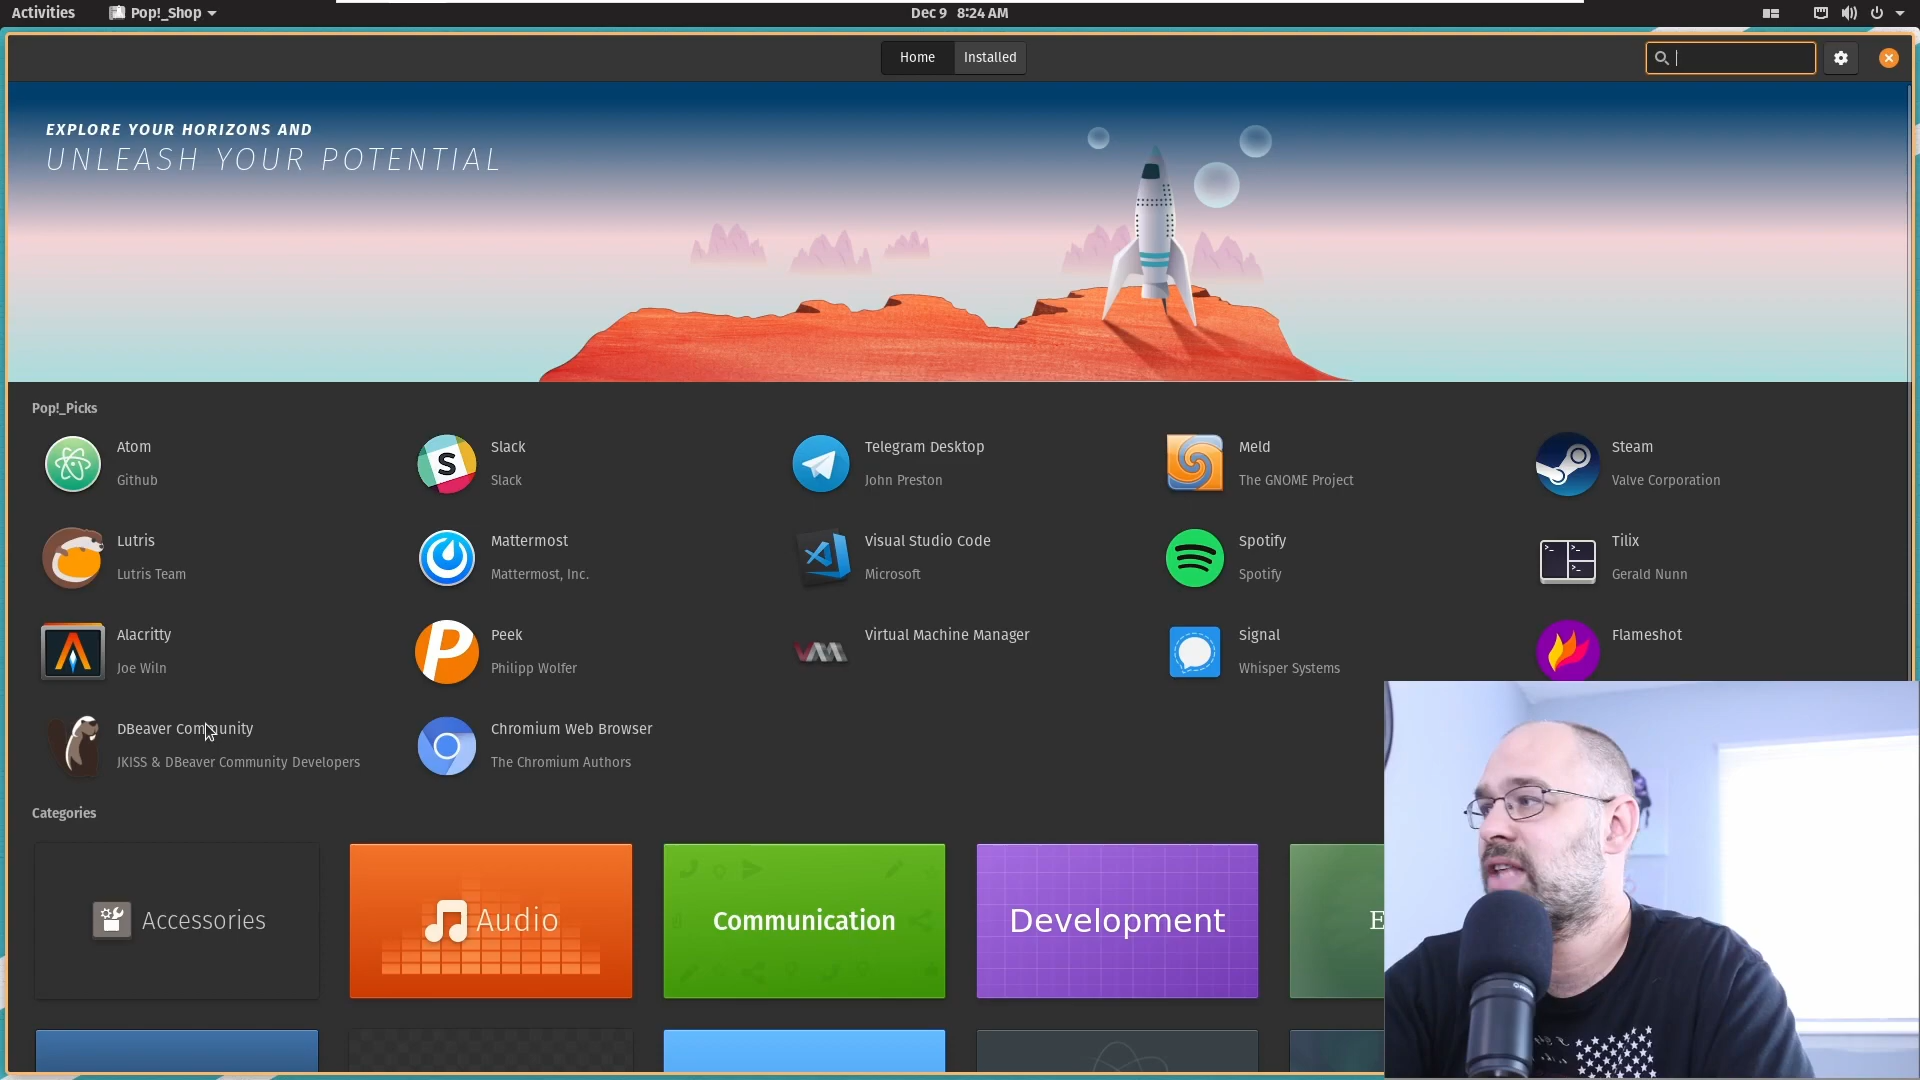 Activities
Pop!_Shop
Dec 9 8:24 AM
Home
Installed
EXPLORE YOUR HORIZONS AND
UNLEASH YOUR POTENTIAL
Pop!_Picks
Atom
Github
Slack
Slack
Telegram Desktop
John Preston
Meld
The GNOME Project
Steam
Valve Corporation
Lutris
Lutris Team
Mattermost
Mattermost, Inc.
Visual Studio Code
Microsoft
Spotify
Spotify
Tilix
Gerald Nunn
Alacritty
Joe Wiln
Peek
Philipp Wolfer
Virtual Machine Manager
Signal
Whisper Systems
Flameshot
DBeaver Community
JKISS & DBeaver Community Developers
Chromium Web Browser
The Chromium Authors
Categories
Accessories
Audio
Communication
Development